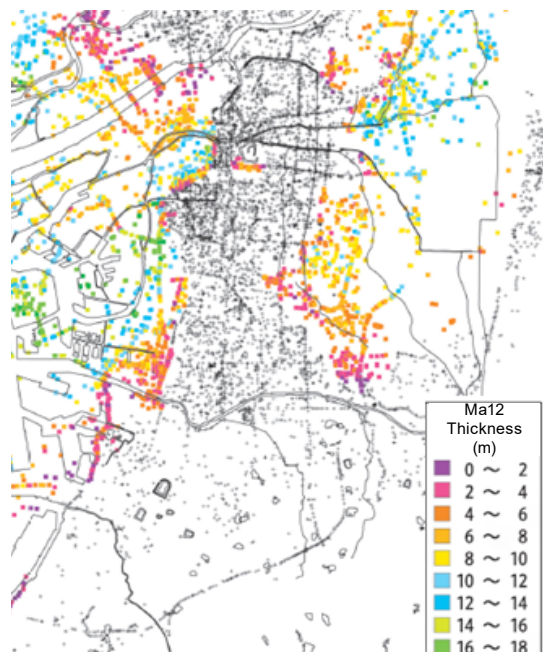 Ma12
Thickness
(m)
0 ～ 2
2 ～ 4
4 ～ 6
6 ～ 8
8 ～ 10
10 ～ 12
12 ～ 14
14 ～ 16
16 ～ 18